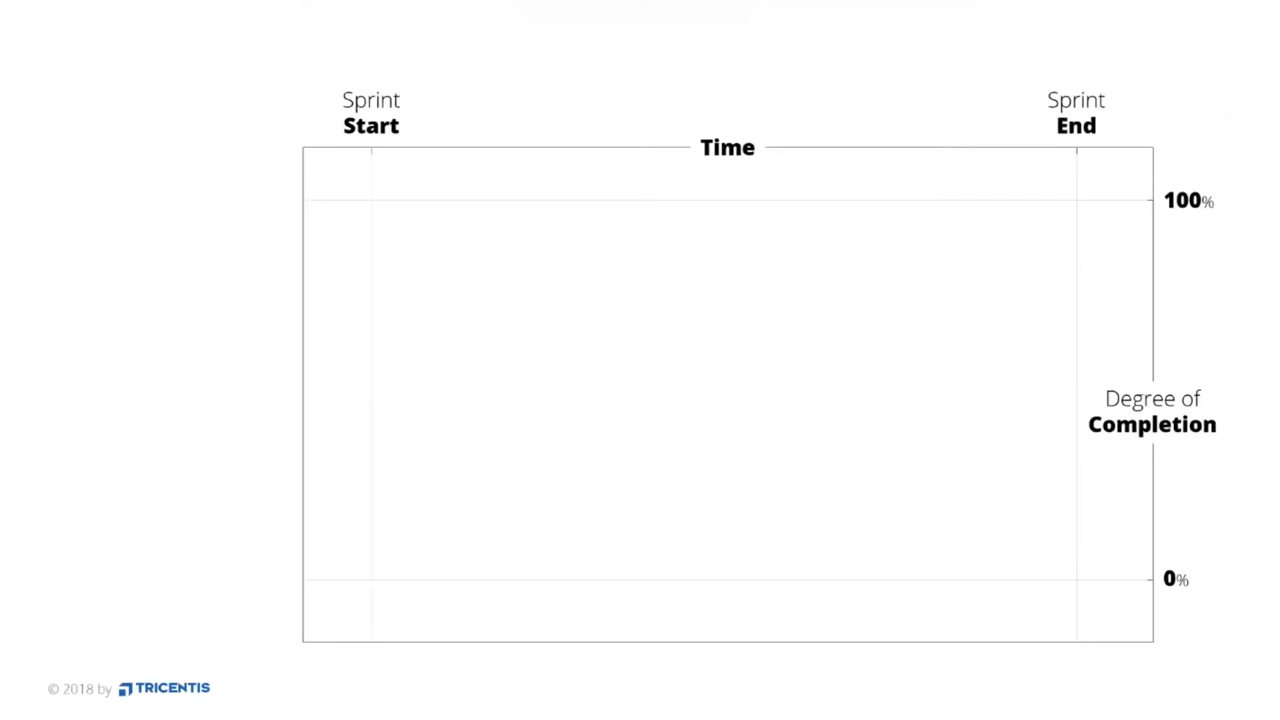 Sprint
Start
Sprint
End
Time
100%
Degree of
Completion
0%
© 2018 by TRICENTIS